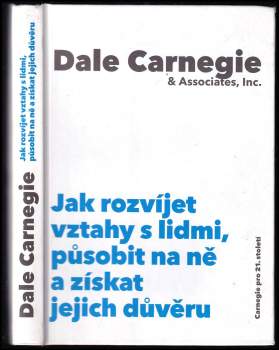 Dale Carnegie
Jak rozvíjet vztahy s lidmi,
působit na ně a získat jejich důvěru
Dale Carnegie
& Associates, Inc.
Jak rozvíjet
vztahy s lidmi,
působit na ně
a získat
jejich důvěru
Carnegie pro 21. století